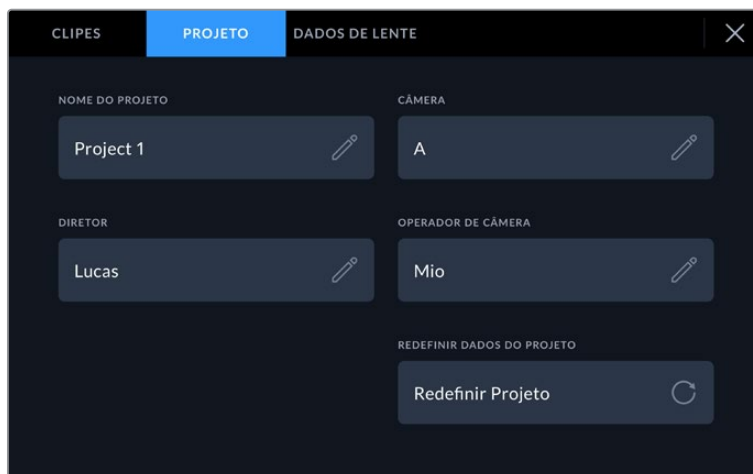 CLIPES PROJETO DADOS DE LENTE
NOME DO PROJETO CÂMERA
Project 1 A
DIRETOR OPERADOR DE CÂMERA
Lucas Mio
REDEFINIR DADOS DO PROJETO
Redefinir Projeto